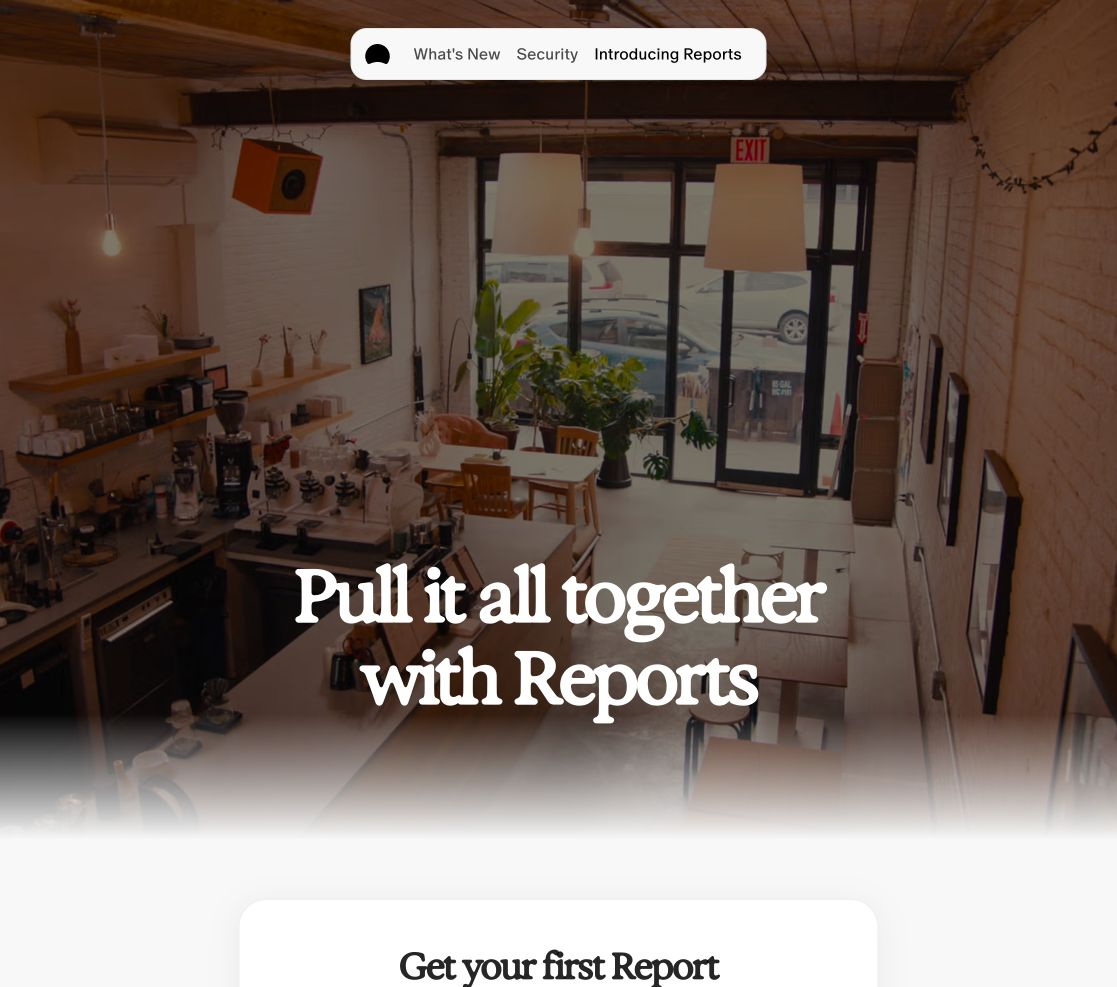 What's New Security Introducing Reports
EXIT
Pull it all together
with Reports
Get your first Report